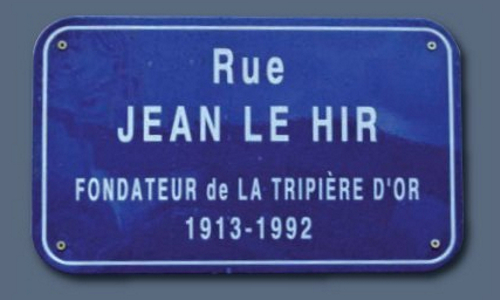 Rue
JEAN LE HIR
FONDATEUR de LA TRIPIÈRE D'OR
1913-1992